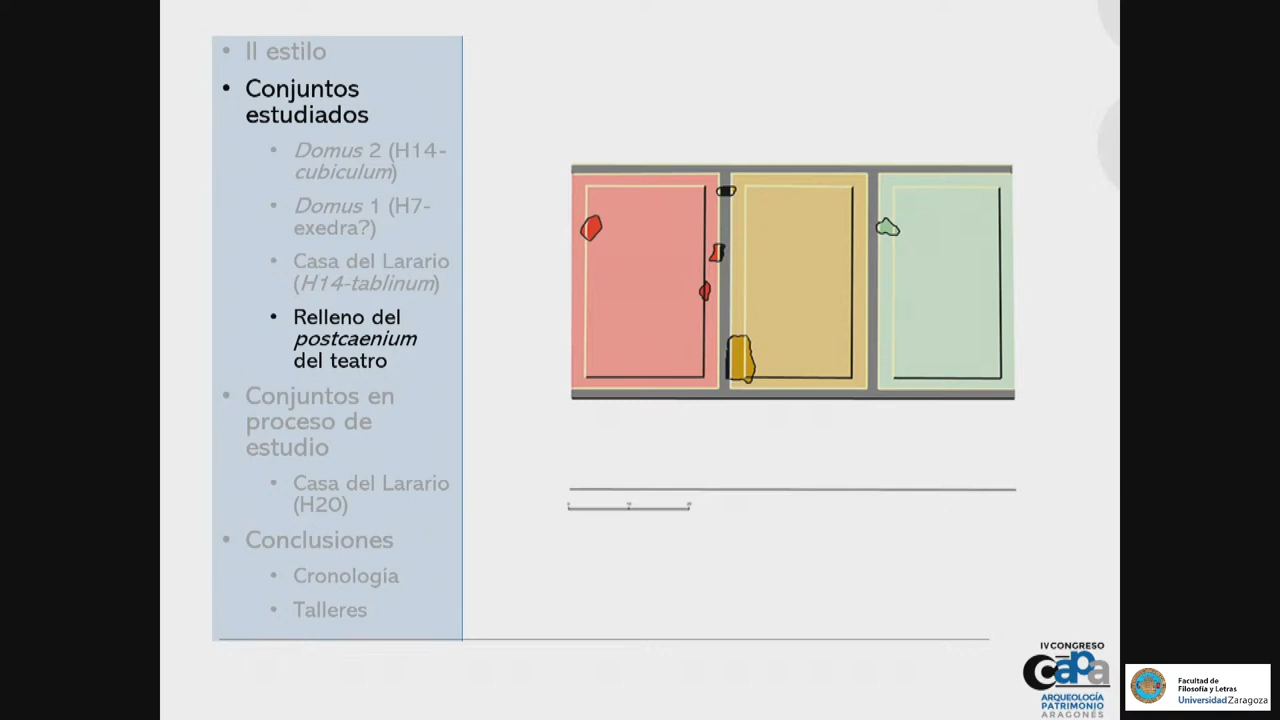 • II estilo
• Conjuntos
estudiados
• Domus 2 (H14-
cubiculum)
• Domus 1 (H7-
exedra?)
• Casa del Larario
(H14-tablinum)
• Relleno del
postcaenium
del teatro
• Conjuntos en
proceso de
estudio
• Casa del Larario
(H20)
• Conclusiones
• Cronología
• Talleres
IV CONGRESO
capa
ARQUEOLOGÍA
PATRIMONIO
ARAGONÉS
Facultad de
Filosofía y Letras
Universidad Zaragoza